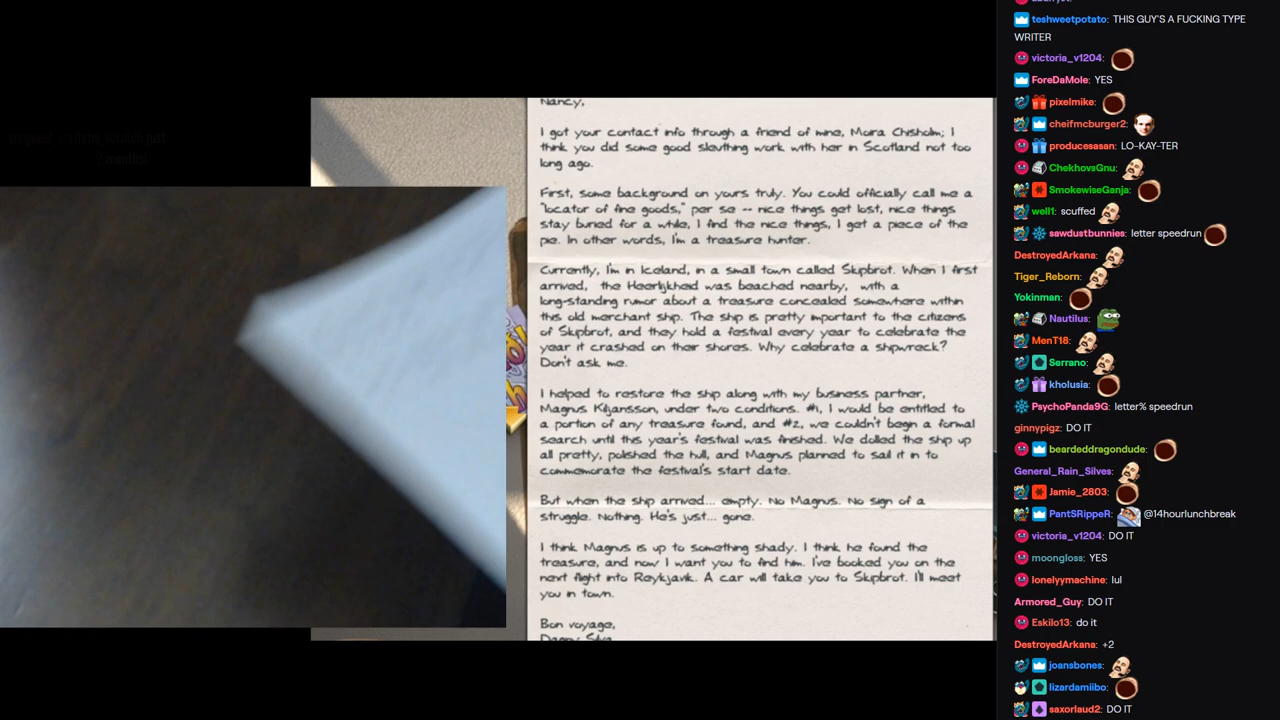 Nancy,
I got your contact info through a friend of mine, Moira Chisholm; I
think you did some good sleuthing work with her in Scotland not too
long ago.
First, some background on yours truly. You could officially call me a
"locator of fine goods," per se -- nice things get lost, nice things
stay buried for a while, I find the nice things, I get a piece of the
pie. In other words, I'm a treasure hunter.
Currently, I'm in Iceland, in a small town called Skipbrot. When I first
arrived, the Heerlijkheid was beached nearby, with a
long-standing rumor about a treasure concealed somewhere within
this old merchant ship. The ship is pretty important to the citizens
of Skipbrot, and they hold a festival every year to celebrate the
year it crashed on their shores. Why celebrate a shipwreck?
Don't ask me.
I helped to restore the ship along with my business partner,
Magnus Kiljansson, under two conditions. #1, I would be entitled to
a portion of any treasure found, and #2, we couldn't begin a formal
search until this year's festival was finished. We dolled the ship up
all pretty, polished the hull, and Magnus planned to sail it in to
commemorate the festival's start date.
But when the ship arrived... empty. No Magnus. No sign of a
struggle. Nothing. He's just... gone.
I think Magnus is up to something shady. I think he found the
treasure, and now I want you to find him. I've booked you on the
next flight into Reykjavik. A car will take you to Skipbrot. I'll meet
you in town.
Bon voyage,
teshweetpotato: THIS GUY'S A FUCKING TYPE
WRITER
victoria_v1204:
ForeDaMole: YES
pixelmike:
cheifmcburger2:
producesasan: LO-KAY-TER
ChekhovsGnu:
SmokewiseGanja:
well1: scuffed
sawdustbunnies: letter speedrun
DestroyedArkana:
Tiger_Reborn:
Yokinman:
Nautilus:
MenT18:
Serrano:
kholusia:
PsychoPanda9G: letter% speedrun
ginnypigz: DO IT
beardeddragondude:
General_Rain_Silves:
Jamie_2803:
PantSRippeR: @14hourlunchbreak
victoria_v1204: DO IT
moongloss: YES
lonelyymachine: lul
Armored_Guy: DO IT
Eskilo13: do it
DestroyedArkana: +2
joansbones:
lizardamiibo:
saxorlaud2: DO IT